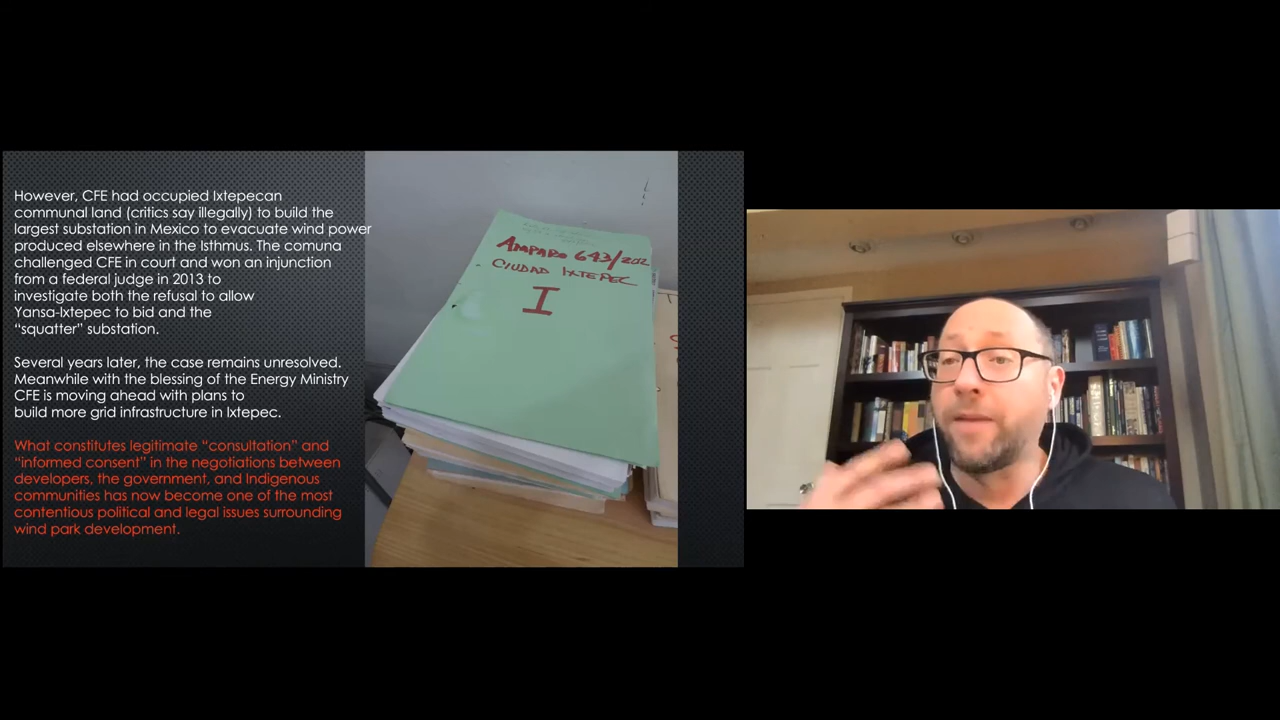 However, CFE had occupied Ixtepecan
communal land (critics say illegally) to build the
largest substation in Mexico to evacuate wind power
produced elsewhere in the Isthmus. The comuna
challenged CFE in court and won an injunction
from a federal judge in 2013 to
investigate both the refusal to allow
Yansa-Ixtepec to bid and the
“squatter” substation.
Several years later, the case remains unresolved.
Meanwhile with the blessing of the Energy Ministry
CFE is moving ahead with plans to
build more grid infrastructure in Ixtepec.
What constitutes legitimate “consultation” and
“informed consent” in the negotiations between
developers, the government, and Indigenous
communities has now become one of the most
contentious political and legal issues surrounding
wind park development.
AMPARO 643/202
CIUDAD IXTEPEC
I